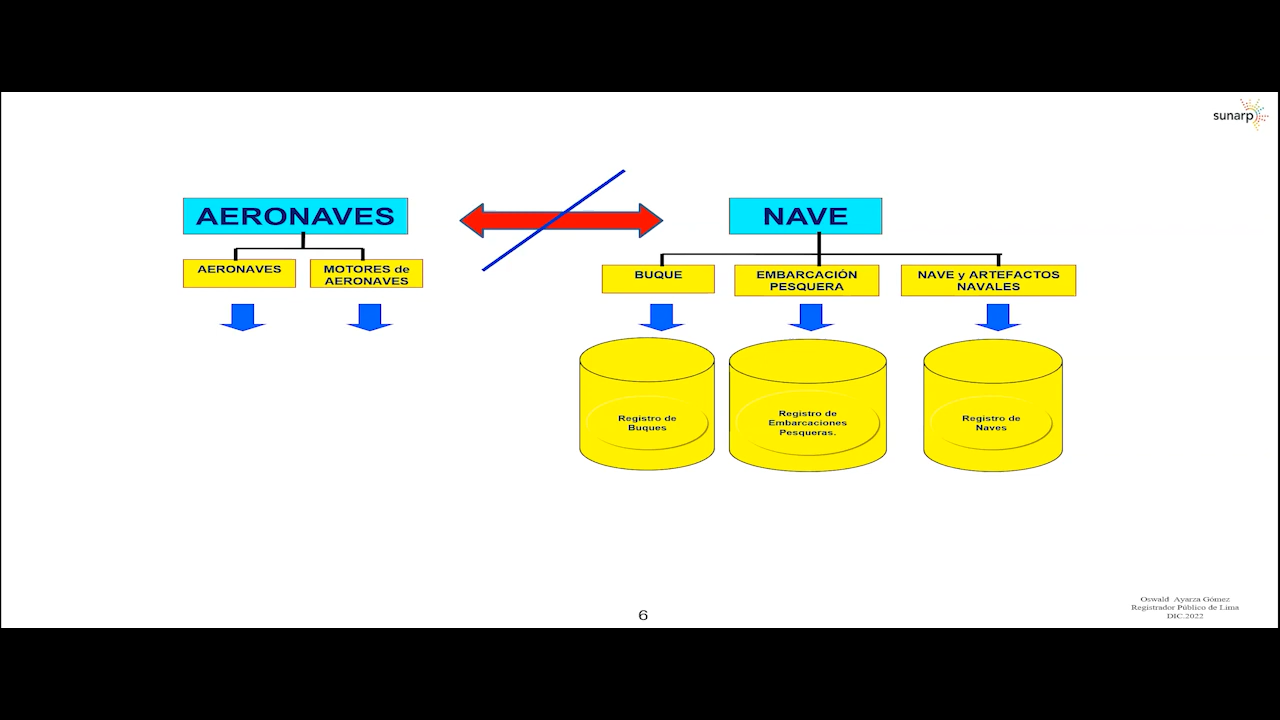 sunarp
AERONAVES
NAVE
AERONAVES
MOTORES de
AERONAVES
BUQUE
EMBARCACIÓN
PESQUERA
NAVE y ARTEFACTOS
NAVALES
Registro de
Buques
Registro de
Embarcaciones
Pesqueras.
Registro de
Naves
6
Oswald. Ayarza Gómez
Registrador Público de Lima
DIC.2022